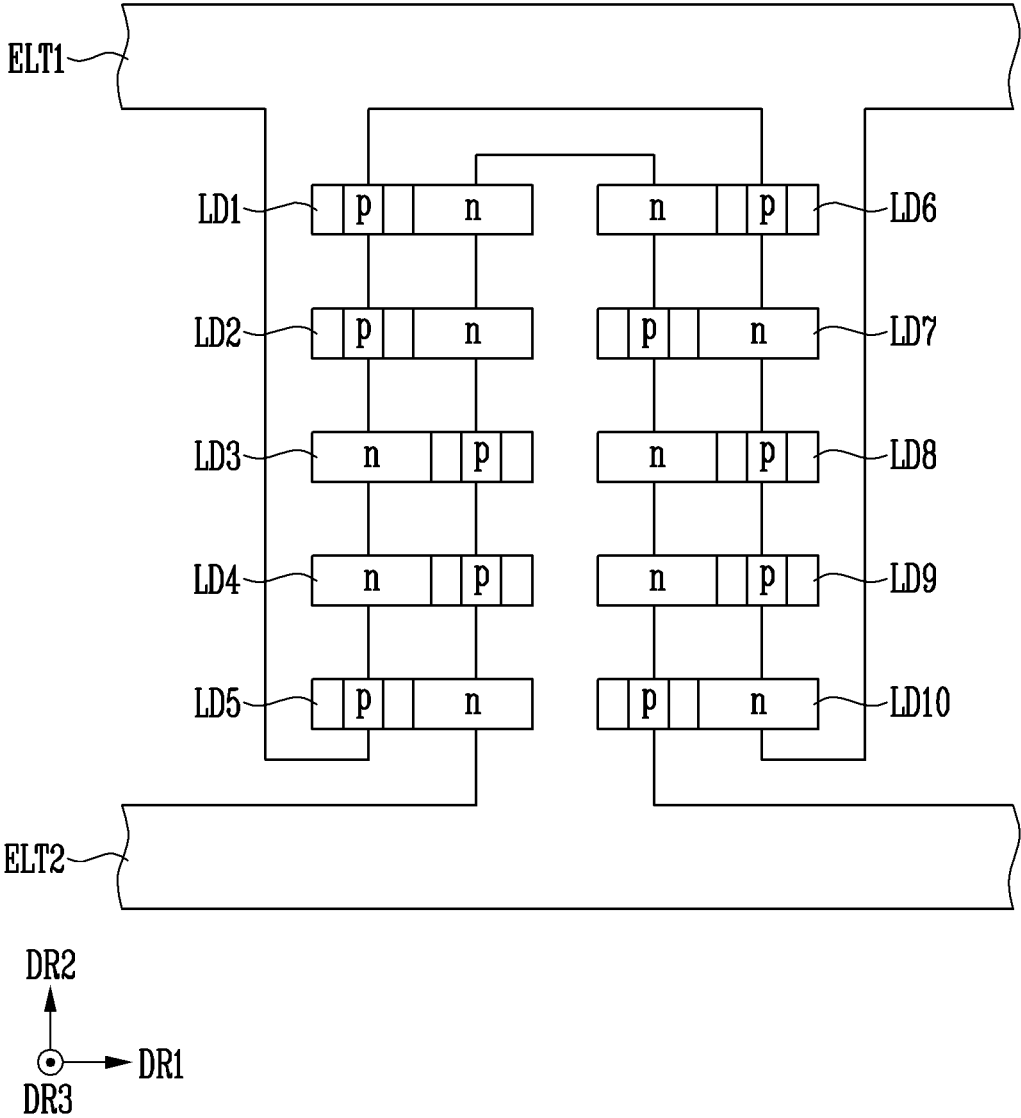 ELT1
LD1 p n n p LD6
LD2 p n p n LD7
LD3 n p n p LD8
LD4 n p n p LD9
LD5 p n p n LD10
ELT2
DR2
DR1
DR3